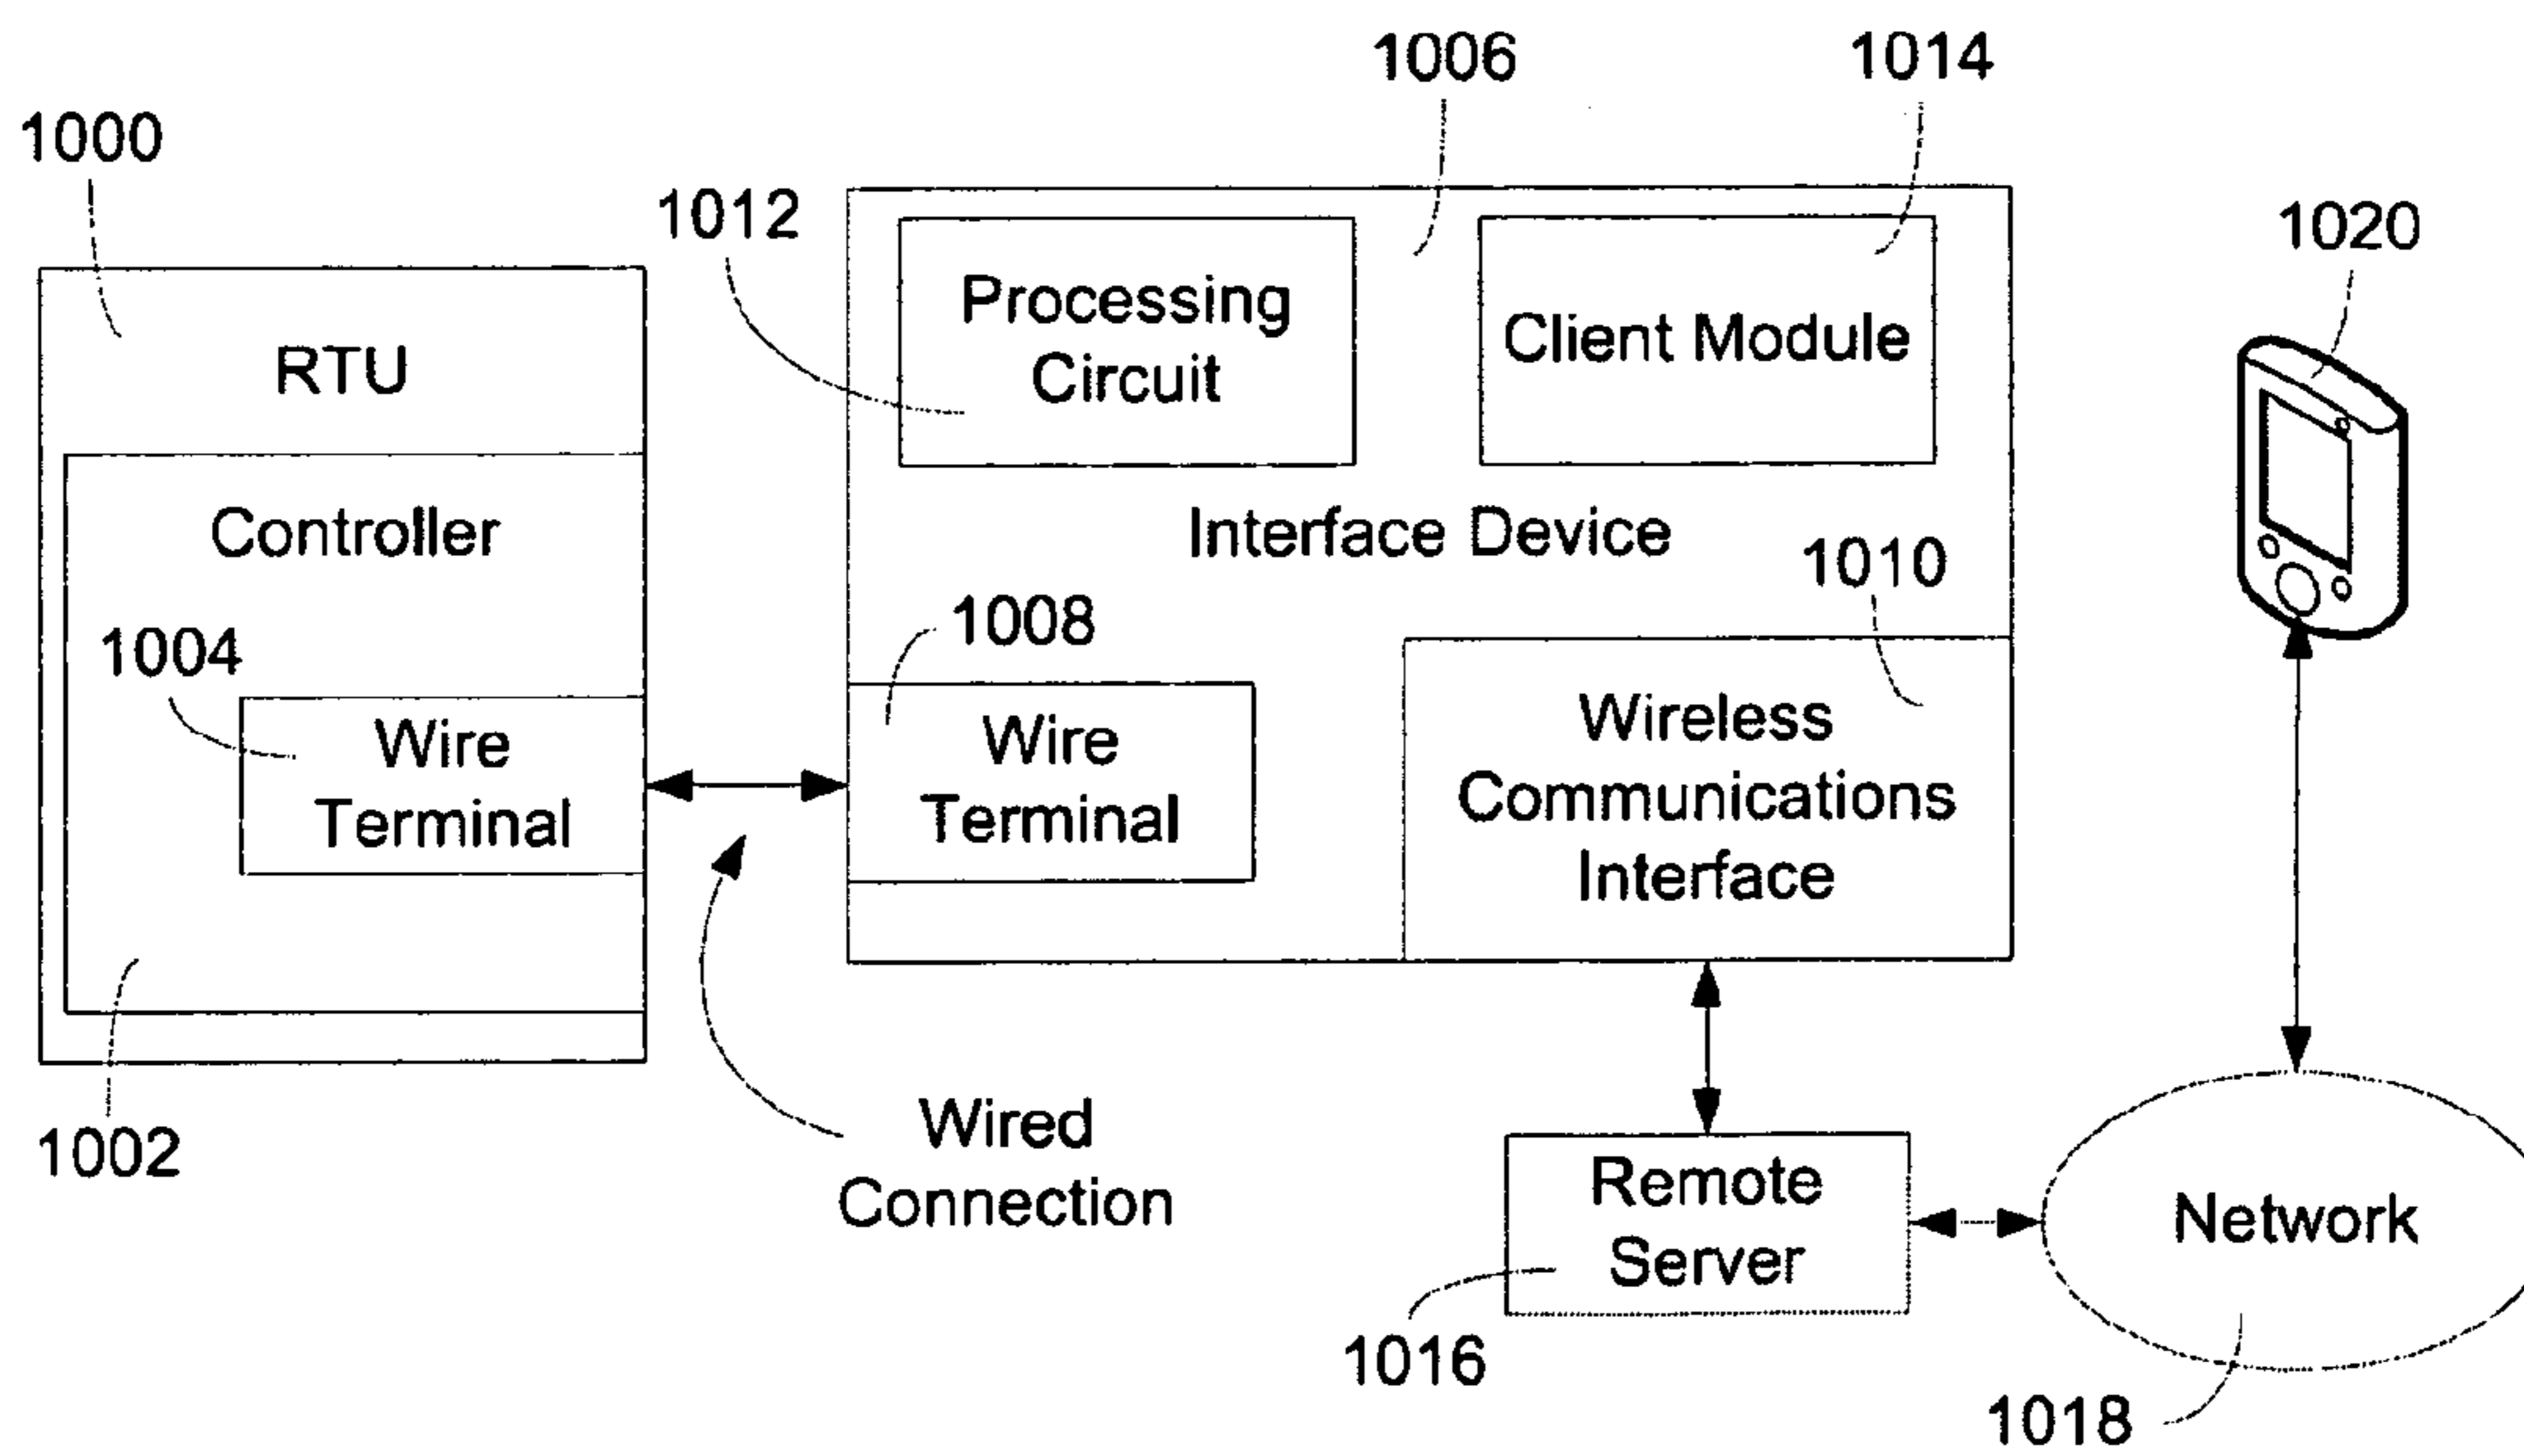 1000
RTU
Controller
1004
Wire
Terminal
1002
1006
1014
1012
Processing
Circuit
Client Module
Interface Device
1008
Wire
Terminal
1010
Wireless
Communications
Interface
Wired
Connection
1020
Remote
Server
1016
Network
1018